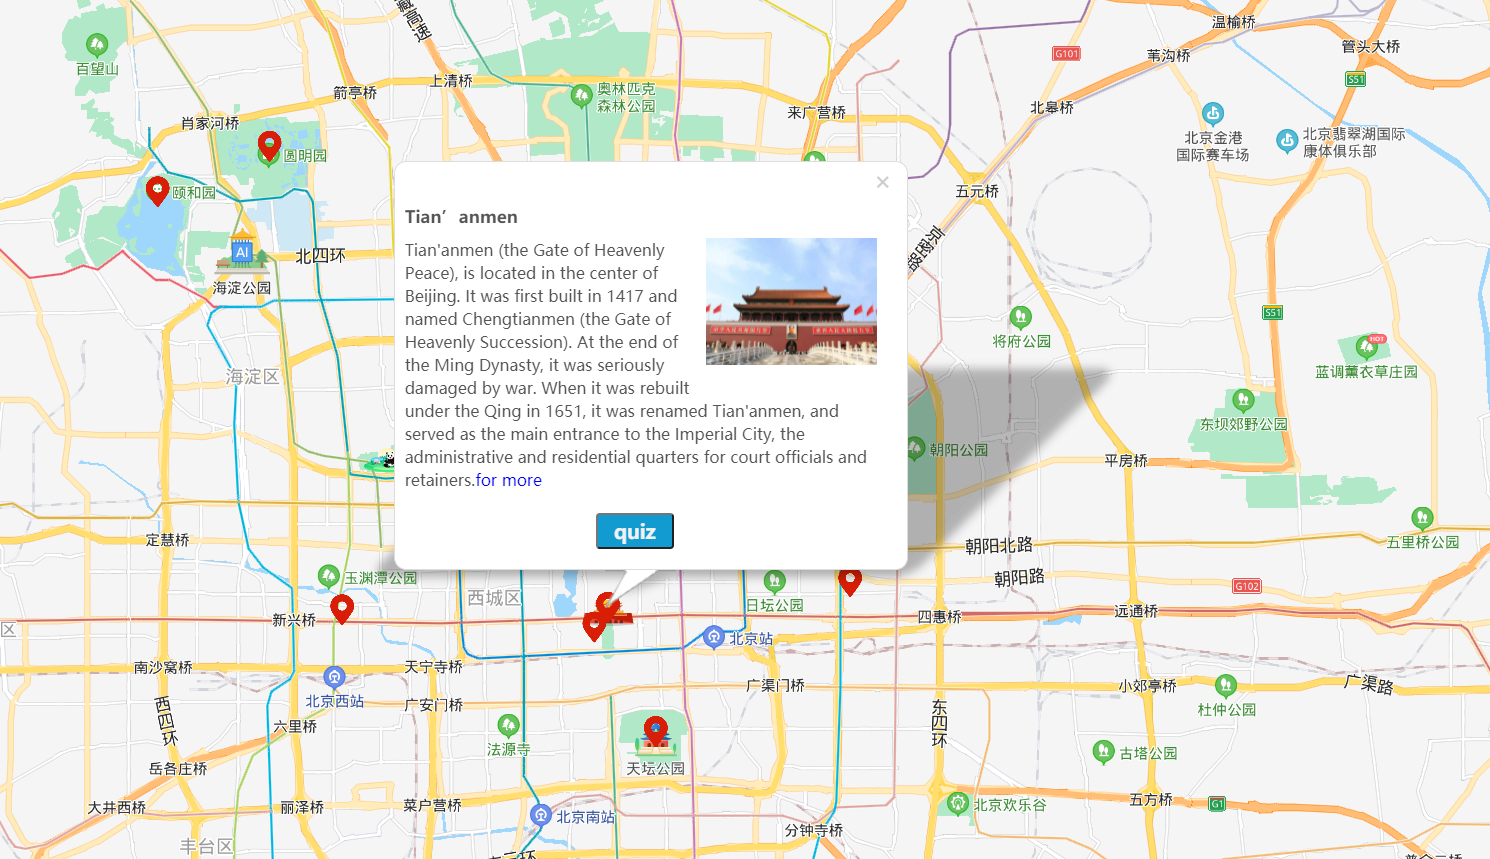 藏高速
温榆桥
管头大桥
百望山
G101
苇沟桥
S51
上清桥
箭亭桥
奥林匹克
森林公园
来广营桥
北皋桥
肖家河桥
北京金港
国际赛车场
北京翡翠湖国际
康体俱乐部
圆明园
颐和园
五元桥
×
Tian’anmen
Tian'anmen (the Gate of Heavenly
Peace), is located in the center of
Beijing. It was first built in 1417 and
named Chengtianmen (the Gate of
Heavenly Succession). At the end of
the Ming Dynasty, it was seriously
damaged by war. When it was rebuilt
under the Qing in 1651, it was renamed Tian'anmen, and
served as the main entrance to the Imperial City, the
administrative and residential quarters for court officials and
retainers.for more
quiz
AI
北四环
海淀公园
京密路
S51
将府公园
HOT
蓝调薰衣草庄园
海淀区
东坝郊野公园
朝阳公园
平房桥
定慧桥
朝阳北路
五里桥公园
玉渊潭公园
朝阳路
G102
西城区
日坛公园
新兴桥
四惠桥
远通桥
区
北京站
南沙窝桥
天宁寺桥
北京西站
广安门桥
广渠门桥
小郊亭桥
广渠路
杜仲公园
西四环
六里桥
法源寺
东四环
古塔公园
岳各庄桥
天坛公园
大井西桥
丽泽桥
菜户营桥
北京南站
北京欢乐谷
五方桥
G1
分钟寺桥
丰台区